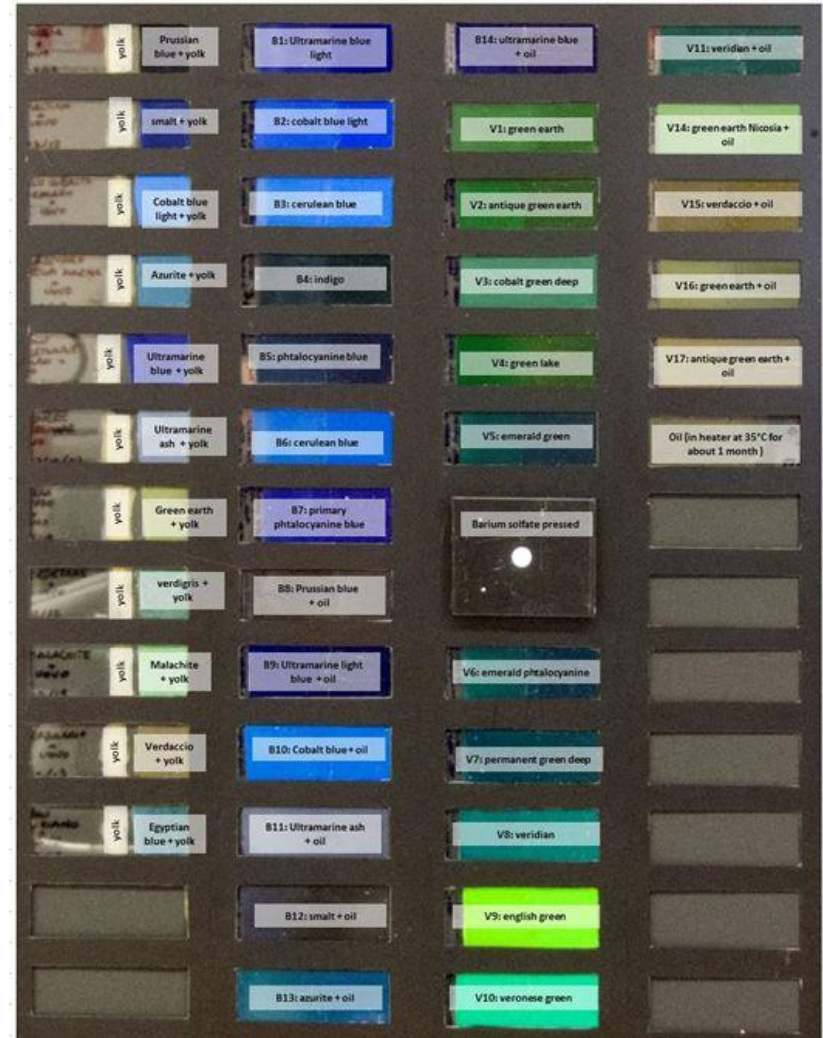 yolk
Prussian
blue + yolk
yolk
smalt + yolk
yolk
Cobalt blue
light + yolk
yolk
Azurite + yolk
yolk
Ultramarine
blue + yolk
yolk
Ultramarine
ash + yolk
yolk
Green earth
+ yolk
yolk
verdigris +
yolk
yolk
Malachite
+ yolk
yolk
Verdaccio
+ yolk
yolk
Egyptian
blue + yolk
B1: Ultramarine blue
light
B2: cobalt blue light
B3: cerulean blue
B4: indigo
B5: phtalocyanine blue
B6: cerulean blue
B7: primary
phtalocyanine blue
B8: Prussian blue
+ oil
B9: Ultramarine light
blue + oil
B10: Cobalt blue + oil
B11: Ultramarine ash
+ oil
B12: smalt + oil
B13: azurite + oil
B14: ultramarine blue
+ oil
V1: green earth
V2: antique green earth
V3: cobalt green deep
V4: green lake
V5: emerald green
Barium solfate pressed
V6: emerald phtalocyanine
V7: permanent green deep
V8: veridian
V9: english green
V10: veronese green
V11: veridian + oil
V14: green earth Nicosia +
oil
V15: verdaccio + oil
V16: green earth + oil
V17: antique green earth +
oil
Oil (in heater at 35°C for
about 1 month )